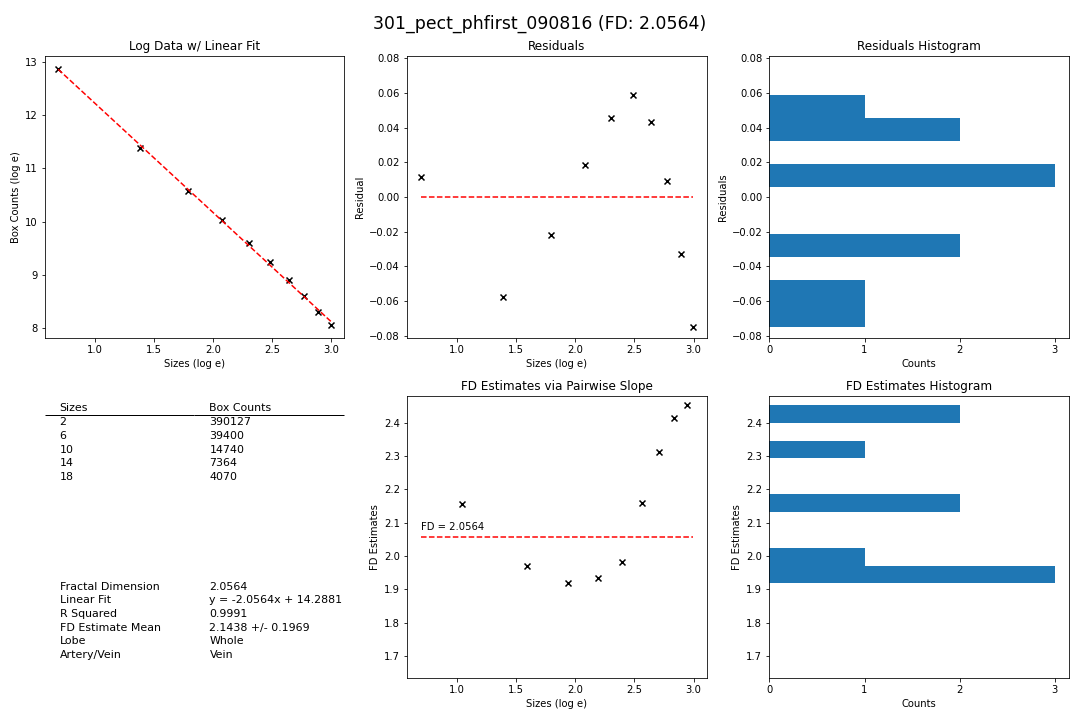 301_pect_phfirst_090816 (FD: 2.0564)
Log Data w/ Linear Fit
13
12
11
10
9
8
Box Counts (log e)
1.0 1.5 2.0 2.5 3.0
Sizes (log e)
Residuals
0.08
0.06
0.04
0.02
0.00
−0.02
−0.04
−0.06
−0.08
Residual
1.0 1.5 2.0 2.5 3.0
Sizes (log e)
Residuals Histogram
0.08
0.06
0.04
0.02
0.00
−0.02
−0.04
−0.06
−0.08
Residuals
0 1 2 3
Counts
Sizes Box Counts
2 390127
6 39400
10 14740
14 7364
18 4070
Fractal Dimension 2.0564
Linear Fit y = -2.0564x + 14.2881
R Squared 0.9991
FD Estimate Mean 2.1438 +/- 0.1969
Lobe Whole
Artery/Vein Vein
FD Estimates via Pairwise Slope
2.4
2.3
2.2
2.1
2.0
1.9
1.8
1.7
FD Estimates
FD = 2.0564
1.0 1.5 2.0 2.5 3.0
Sizes (log e)
FD Estimates Histogram
2.4
2.3
2.2
2.1
2.0
1.9
1.8
1.7
FD Estimates
0 1 2 3
Counts